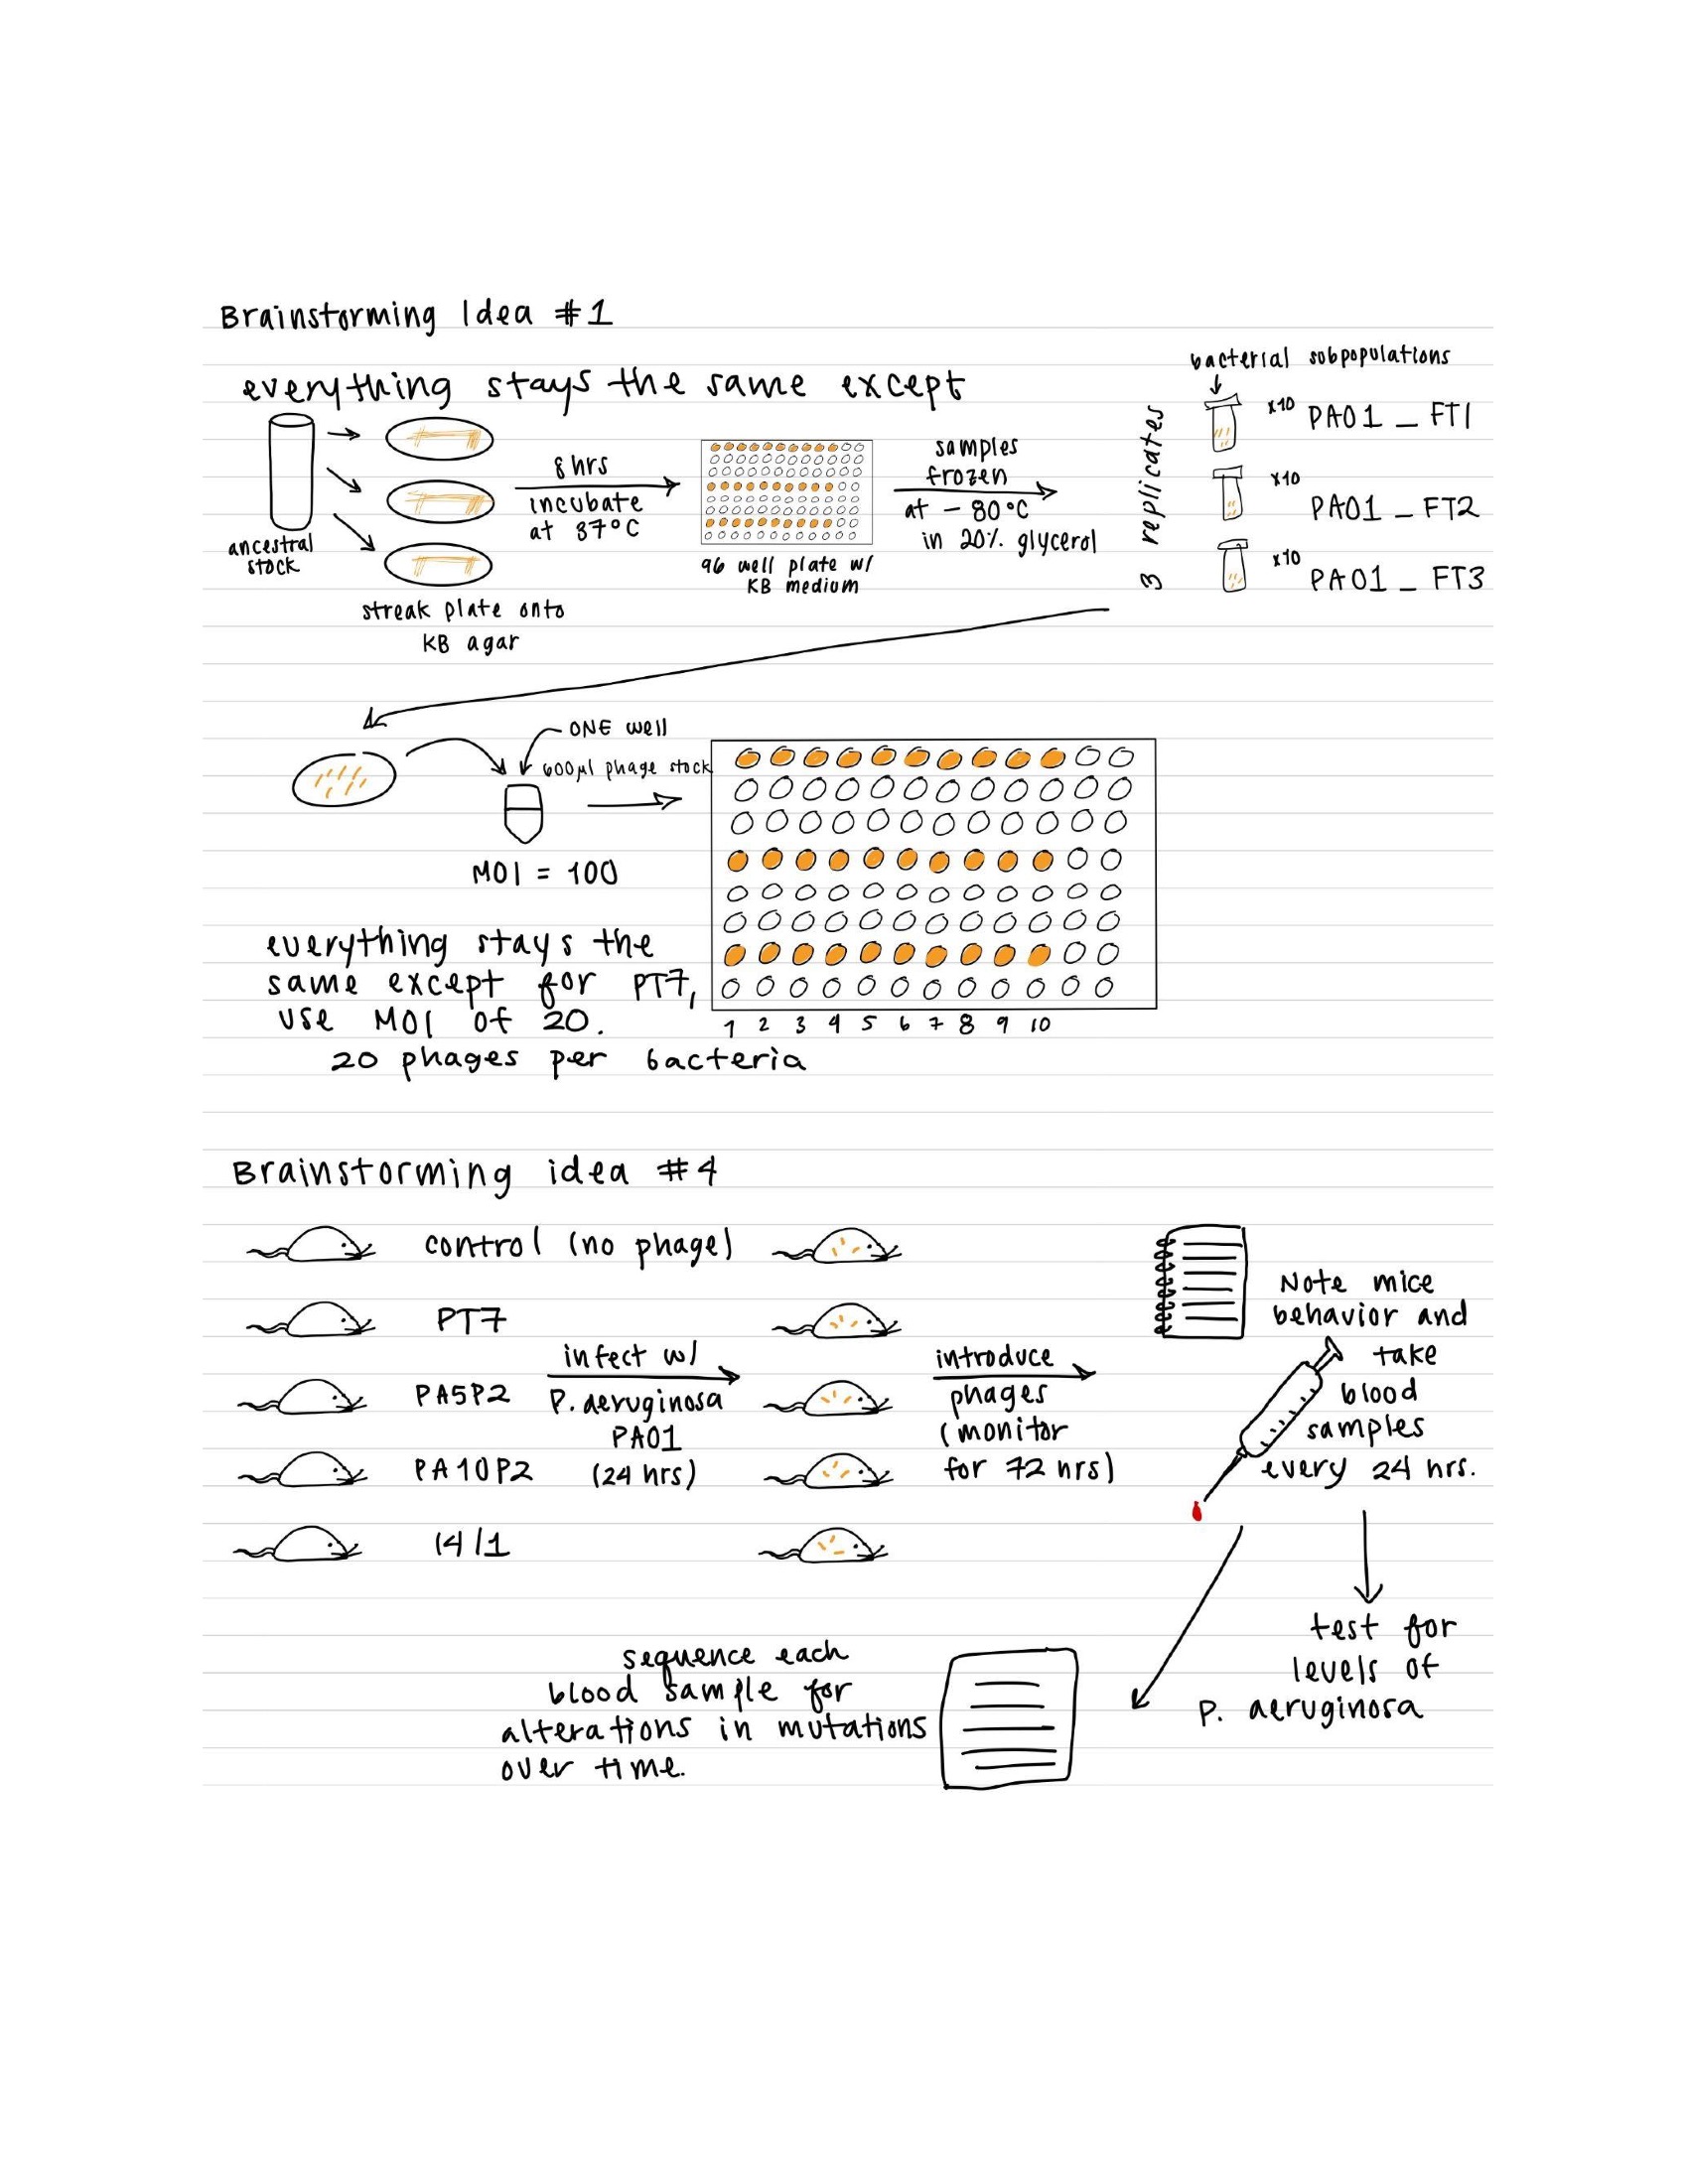 Brainstorming Idea #1
everything stays the same except
ancestral
stock
streak plate onto
KB agar
8 hrs
incubate
at 37°C
96 well plate w/
KB medium
samples
frozen
at - 80°C
in 20% glycerol
3 replicates
bacterial subpopulations
x10 PA01 _ FT1
x10 PA01 _ FT2
x10 PA01 _ FT3
ONE well
600μl phage stock
MOI = 100
everything stays the
same except for PT7,
use MOI of 20.
20 phages per bacteria
1 2 3 4 5 6 7 8 9 10
Brainstorming idea #4
control (no phage)
PT7
PA5P2
PA10P2
14/1
infect w/
P. aeruginosa
PA01
(24 hrs)
introduce
phages
(monitor
for 72 hrs)
Note mice
behavior and
take
blood
samples
every 24 hrs.
test for
levels of
P. aeruginosa
sequence each
blood sample for
alterations in mutations
over time.